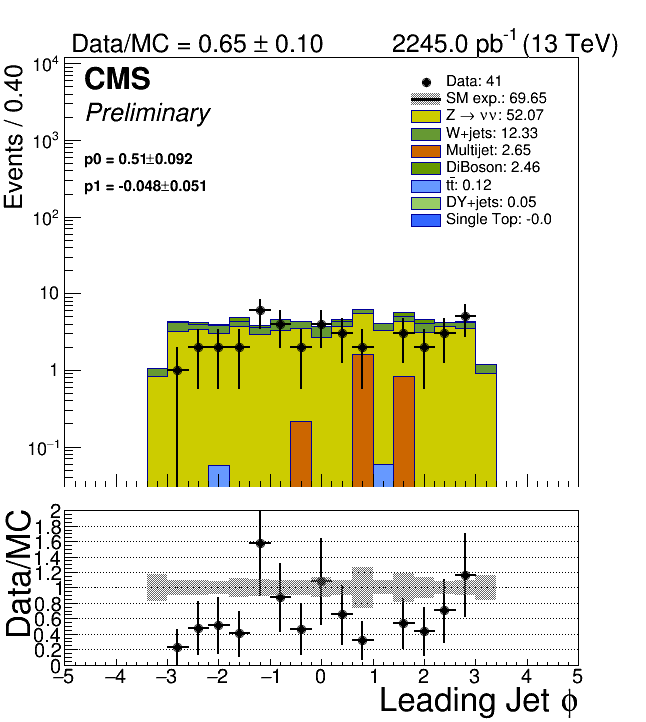 Data/MC = 0.65 ± 0.10 2245.0 pb⁻¹ (13 TeV)
CMS
Preliminary
p0 = 0.51±0.092
p1 = -0.048±0.051
Data: 41
SM exp.: 69.65
Z → νν: 52.07
W+jets: 12.33
Multijet: 2.65
DiBoson: 2.46
tt̄: 0.12
DY+jets: 0.05
Single Top: -0.0
Events / 0.40
10⁴
10³
10²
10
1
10⁻¹
Data/MC
2
1.8
1.6
1.4
1.2
1
0.8
0.6
0.4
0.2
0
−5 −4 −3 −2 −1 0 1 2 3 4 5
Leading Jet ϕ